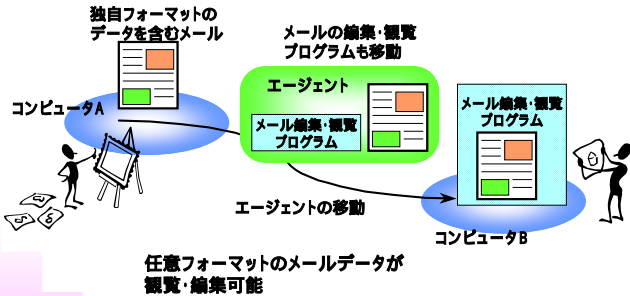 独自フォーマットの
データを含むメール
メールの編集・観覧
プログラムも移動
コンピュータA
エージェント
メール編集・観覧
プログラム
メール編集・観覧
プログラム
エージェントの移動
コンピュータB
任意フォーマットのメールデータが
観覧・編集可能